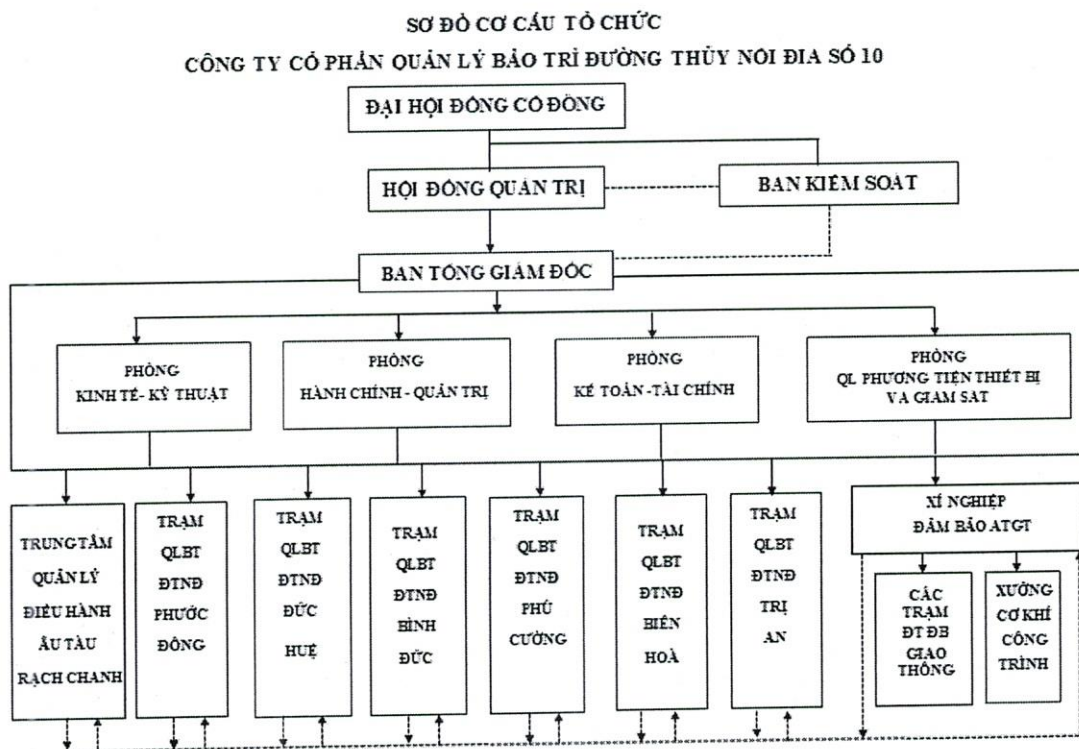 SƠ ĐỒ CƠ CẤU TỔ CHỨC
CÔNG TY CỔ PHẦN QUẢN LÝ BẢO TRÌ ĐƯỜNG THỦY NỘI ĐỊA SỐ 10
ĐẠI HỘI ĐỒNG CỔ ĐÔNG
HỘI ĐỒNG QUẢN TRỊ
BAN KIỂM SOÁT
BAN TỔNG GIÁM ĐỐC
PHÒNG
KINH TẾ- KỸ THUẬT
PHÒNG
HÀNH CHÍNH - QUẢN TRỊ
PHÒNG
KẾ TOÁN -TÀI CHÍNH
PHÒNG
QL PHƯƠNG TIỆN THIẾT BỊ
VÀ GIÁM SÁT
TRUNG TÂM
QUẢN LÝ
ĐIỀU HÀNH
ÂU TÀU
RẠCH CHANH
TRẠM
QLBT
ĐTNĐ
PHƯỚC
ĐÔNG
TRẠM
QLBT
ĐTNĐ
ĐỨC
HUỆ
TRẠM
QLBT
ĐTNĐ
BÌNH
ĐỨC
TRẠM
QLBT
ĐTNĐ
PHÚ
CƯỜNG
TRẠM
QLBT
ĐTNĐ
BIÊN
HOÀ
TRẠM
QLBT
ĐTNĐ
TRỊ
AN
XÍ NGHIỆP
ĐẢM BẢO ATGT
CÁC
TRẠM
ĐT ĐB
GIAO
THÔNG
XƯỞNG
CƠ KHÍ
CÔNG
TRÌNH